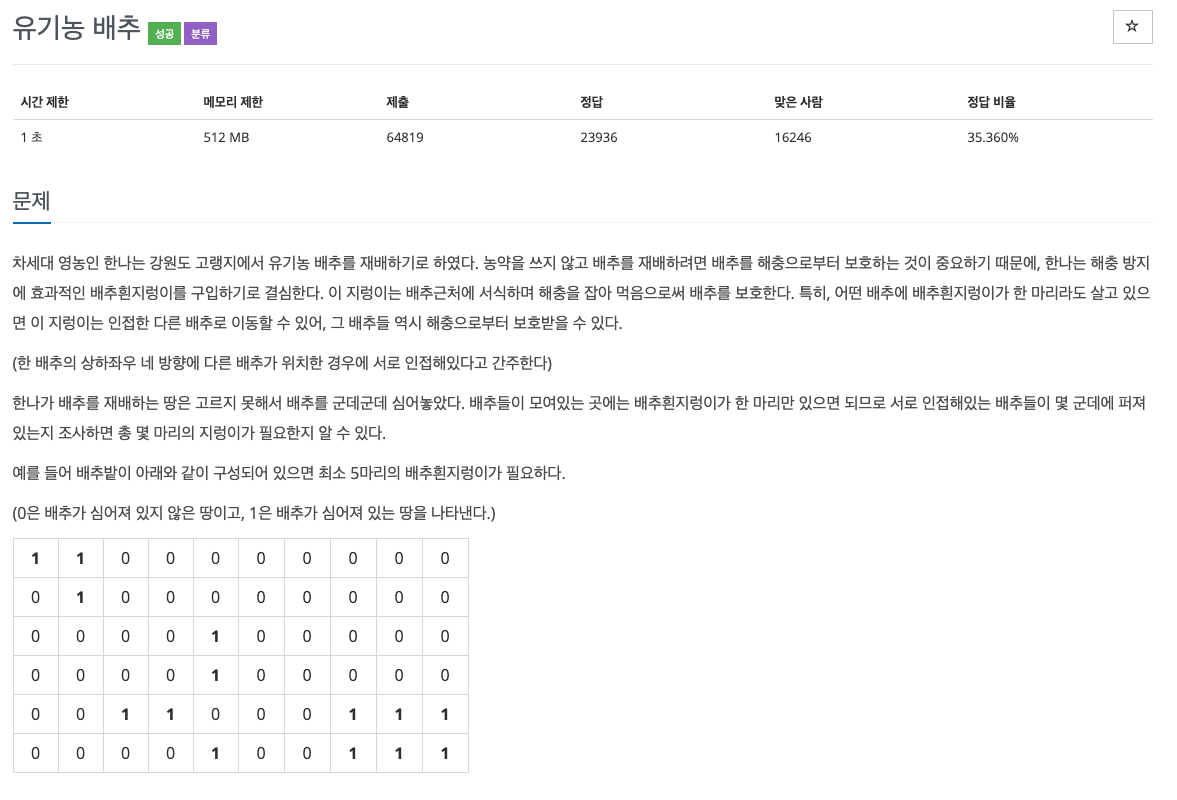 유기농 배추 성공 분류
☆
시간 제한 메모리 제한 제출 정답 맞은 사람 정답 비율
1 초 512 MB 64819 23936 16246 35.360%
문제
차세대 영농인 한나는 강원도 고랭지에서 유기농 배추를 재배하기로 하였다. 농약을 쓰지 않고 배추를 재배하려면 배추를 해충으로부터 보호하는 것이 중요하기 때문에, 한나는 해충 방지
에 효과적인 배추흰지렁이를 구입하기로 결심한다. 이 지렁이는 배추근처에 서식하며 해충을 잡아 먹음으로써 배추를 보호한다. 특히, 어떤 배추에 배추흰지렁이가 한 마리라도 살고 있으
면 이 지렁이는 인접한 다른 배추로 이동할 수 있어, 그 배추들 역시 해충으로부터 보호받을 수 있다.
(한 배추의 상하좌우 네 방향에 다른 배추가 위치한 경우에 서로 인접해있다고 간주한다)
한나가 배추를 재배하는 땅은 고르지 못해서 배추를 군데군데 심어놓았다. 배추들이 모여있는 곳에는 배추흰지렁이가 한 마리만 있으면 되므로 서로 인접해있는 배추들이 몇 군데에 퍼져
있는지 조사하면 총 몇 마리의 지렁이가 필요한지 알 수 있다.
예를 들어 배추밭이 아래와 같이 구성되어 있으면 최소 5마리의 배추흰지렁이가 필요하다.
(0은 배추가 심어져 있지 않은 땅이고, 1은 배추가 심어져 있는 땅을 나타낸다.)
1 1 0 0 0 0 0 0 0 0
0 1 0 0 0 0 0 0 0 0
0 0 0 0 1 0 0 0 0 0
0 0 0 0 1 0 0 0 0 0
0 0 1 1 0 0 0 1 1 1
0 0 0 0 1 0 0 1 1 1